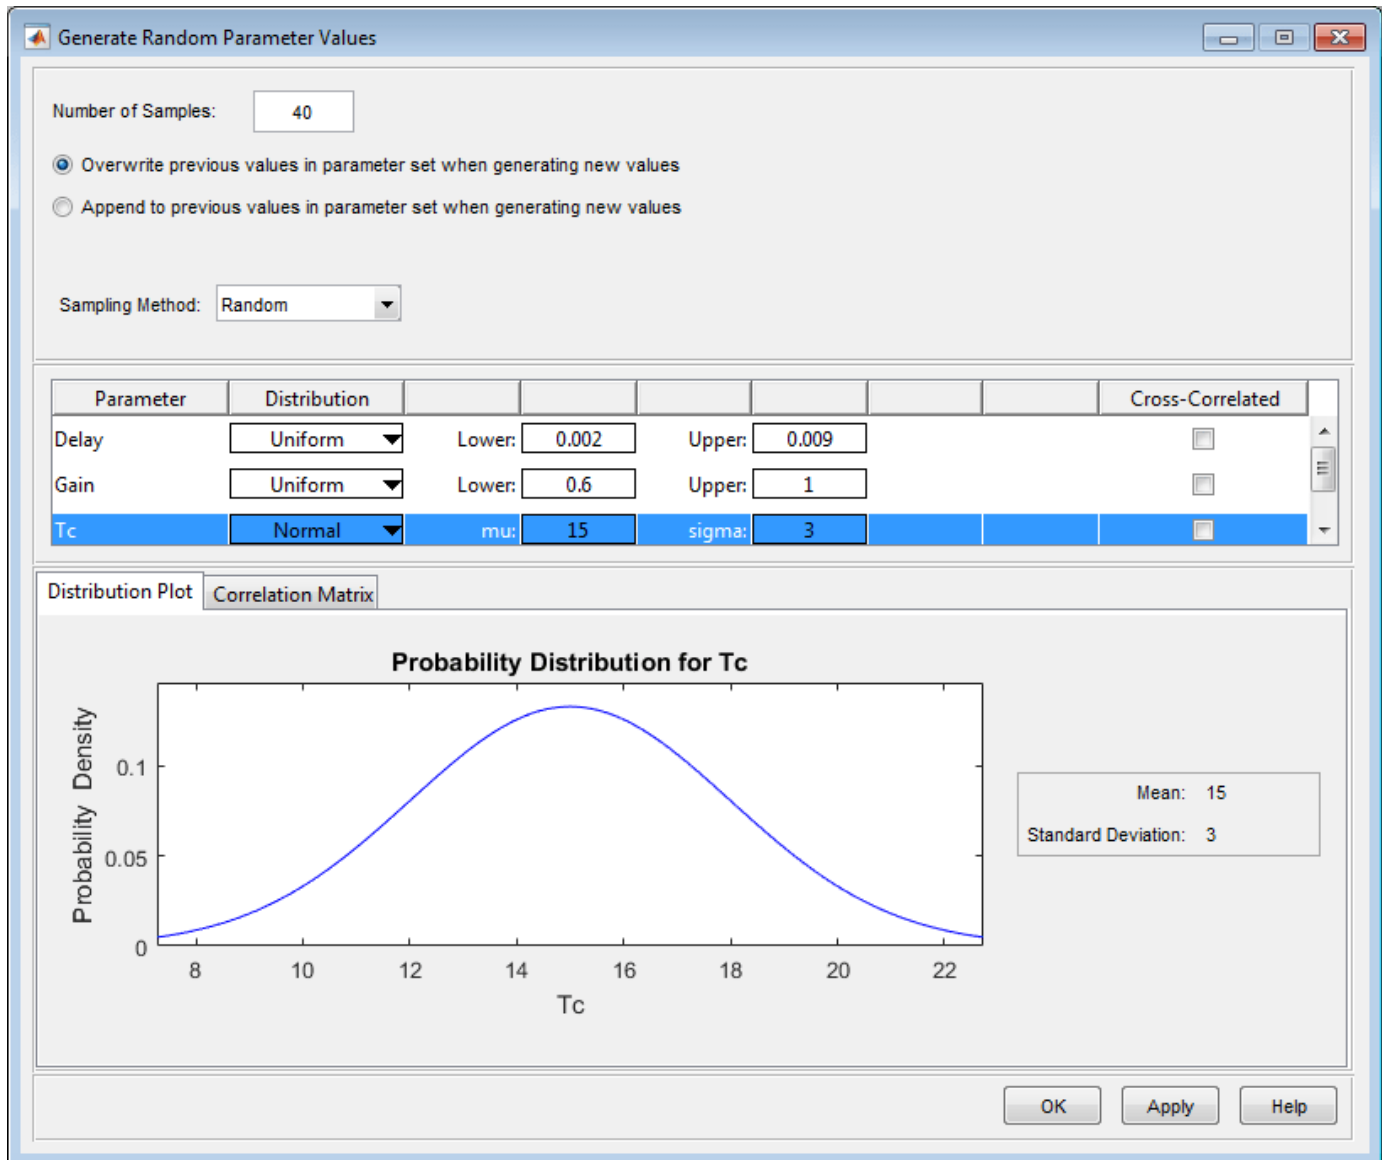 Generate Random Parameter Values
Number of Samples: 40
Overwrite previous values in parameter set when generating new values
Append to previous values in parameter set when generating new values
Sampling Method: Random
Parameter Distribution Cross-Correlated
Delay Uniform Lower: 0.002 Upper: 0.009
Gain Uniform Lower: 0.6 Upper: 1
Tc Normal mu: 15 sigma: 3
Distribution Plot Correlation Matrix
Probability Distribution for Tc
Probability Density
0.1
0.05
0
8 10 12 14 16 18 20 22
Tc
Mean: 15
Standard Deviation: 3
OK Apply Help